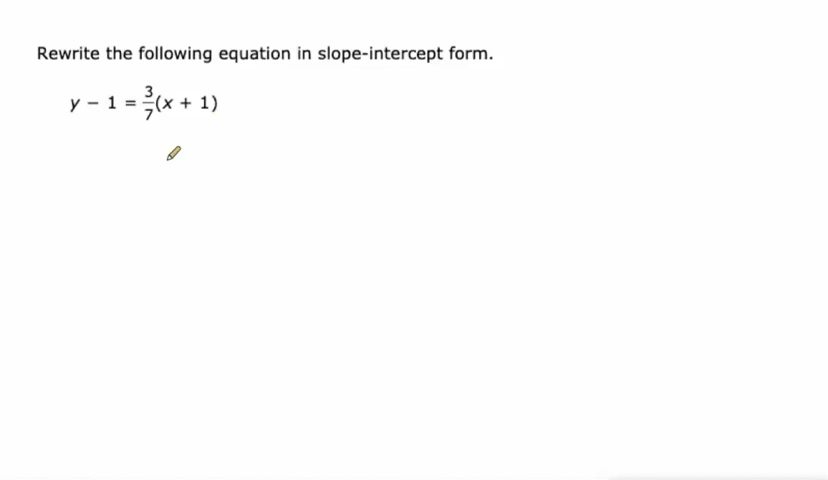 Rewrite the following equation in slope-intercept form.
y − 1 = 3/7(x + 1)